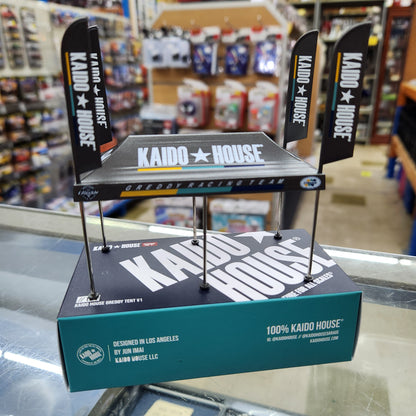 KAIDO★HOUSE
KAIDO★HOUSE
KAIDO★HOUSE
KAIDO★HOUSE
GREDDY RACING TEAM
KAIDO★HOUSE
KAIDO
HOUSE
KAIDO HOUSE GREDDY TENT V1
DESIGNED IN LOS ANGELES
BY JUN IMAI
KAIDO HOUSE LLC
100% KAIDO HOUSE
KAIDOHOUSE.COM